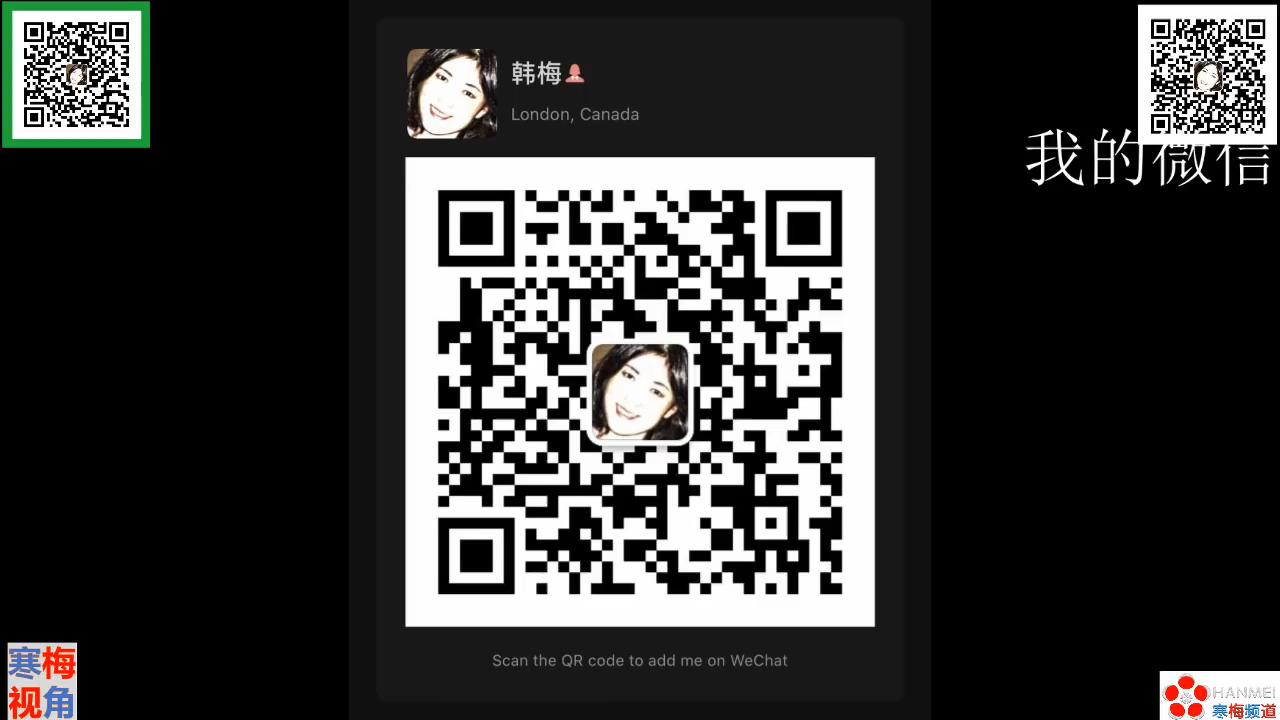 韩梅
London, Canada
我的微信
Scan the QR code to add me on WeChat
寒梅
视角
HANMEI
寒梅频道